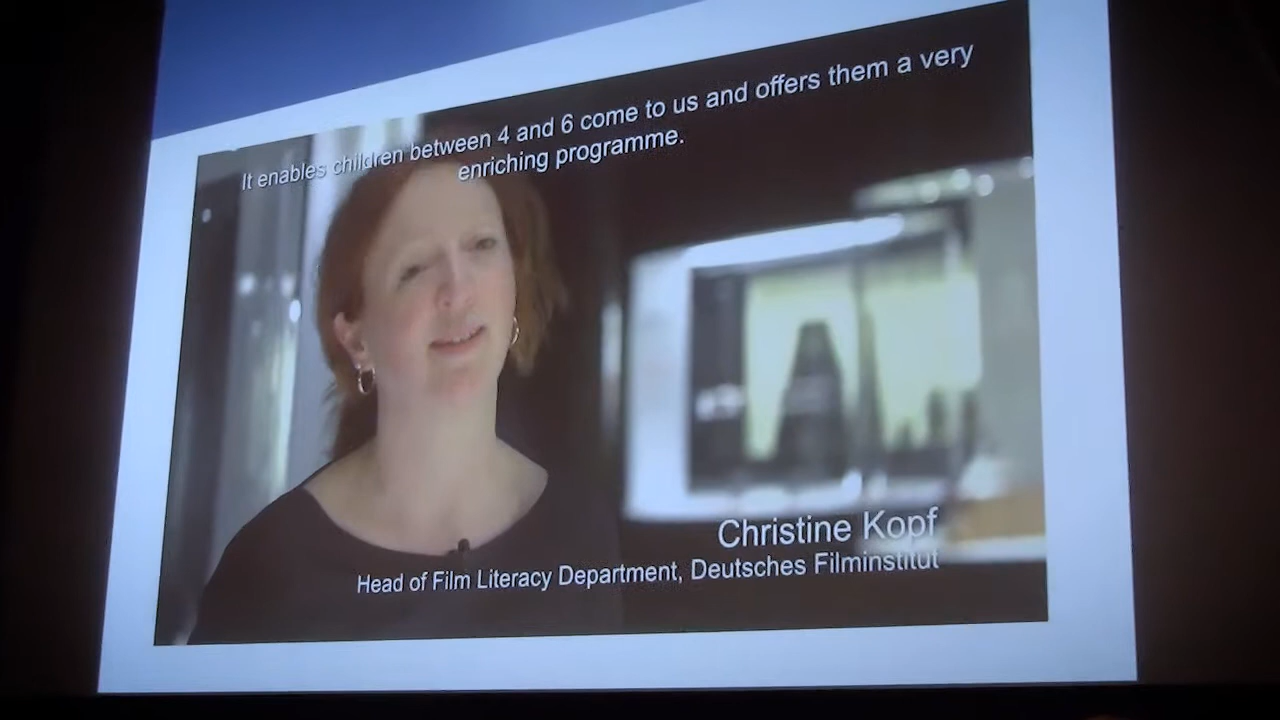 It enables children between 4 and 6 come to us and offers them a very
enriching programme.
Christine Kopf
Head of Film Literacy Department, Deutsches Filminstitut